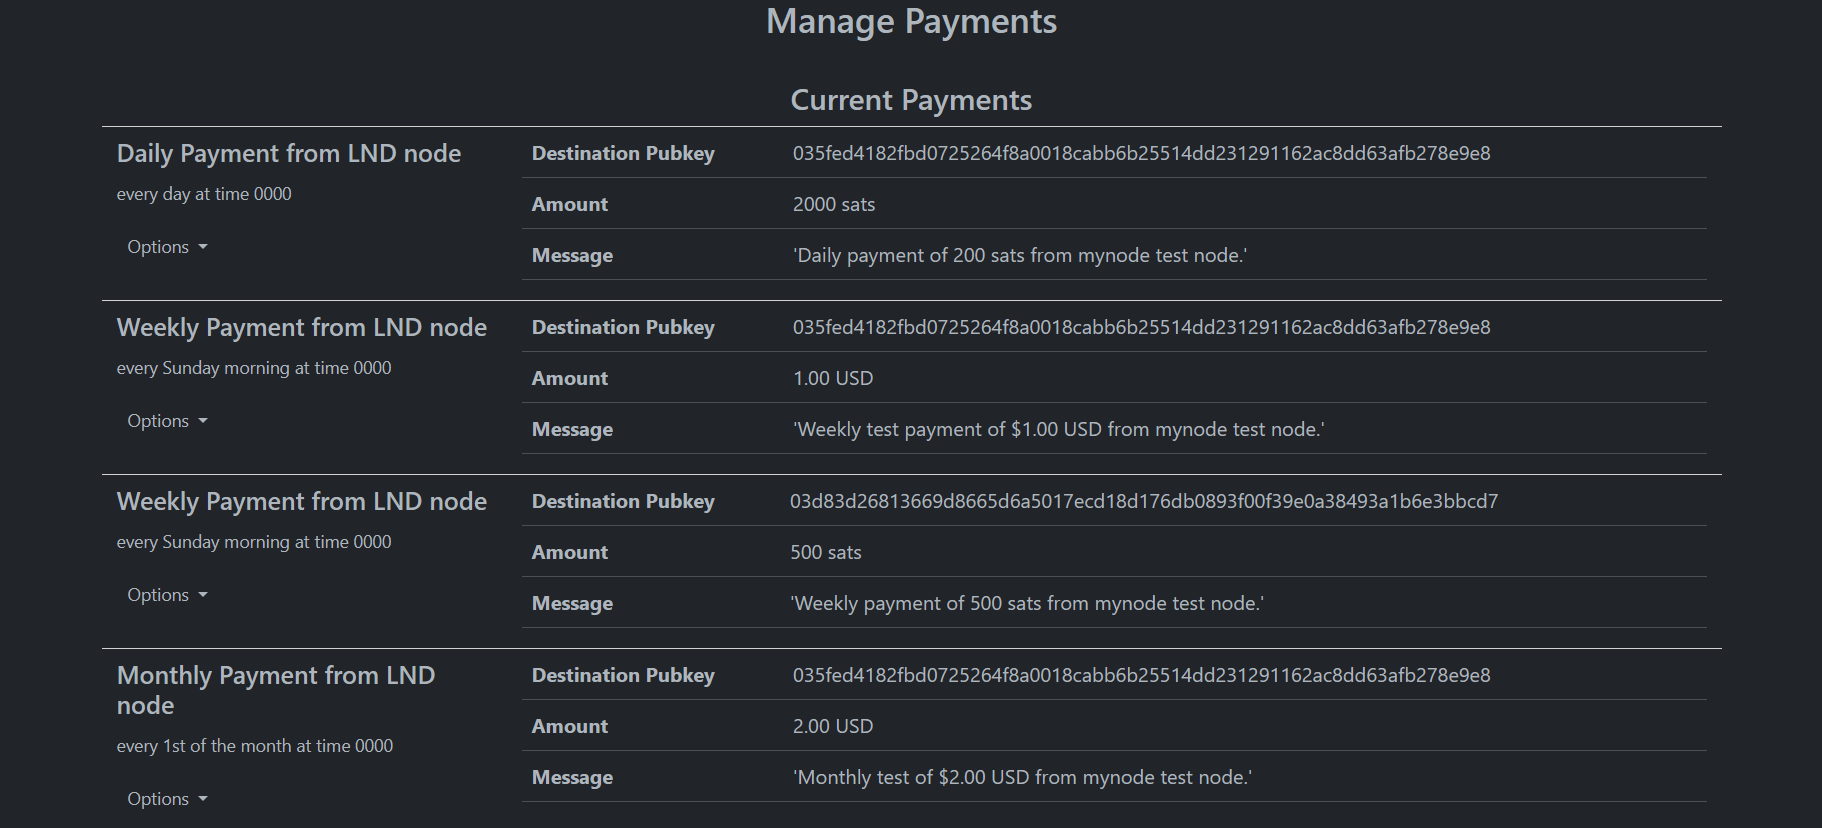 Manage Payments
Current Payments
Daily Payment from LND node
every day at time 0000
Options
Destination Pubkey 035fed4182fbd0725264f8a0018cabb6b25514dd231291162ac8dd63afb278e9e8
Amount 2000 sats
Message 'Daily payment of 200 sats from mynode test node.'
Weekly Payment from LND node
every Sunday morning at time 0000
Options
Destination Pubkey 035fed4182fbd0725264f8a0018cabb6b25514dd231291162ac8dd63afb278e9e8
Amount 1.00 USD
Message 'Weekly test payment of $1.00 USD from mynode test node.'
Weekly Payment from LND node
every Sunday morning at time 0000
Options
Destination Pubkey 03d83d26813669d8665d6a5017ecd18d176db0893f00f39e0a38493a1b6e3bbcd7
Amount 500 sats
Message 'Weekly payment of 500 sats from mynode test node.'
Monthly Payment from LND
node
every 1st of the month at time 0000
Options
Destination Pubkey 035fed4182fbd0725264f8a0018cabb6b25514dd231291162ac8dd63afb278e9e8
Amount 2.00 USD
Message 'Monthly test of $2.00 USD from mynode test node.'